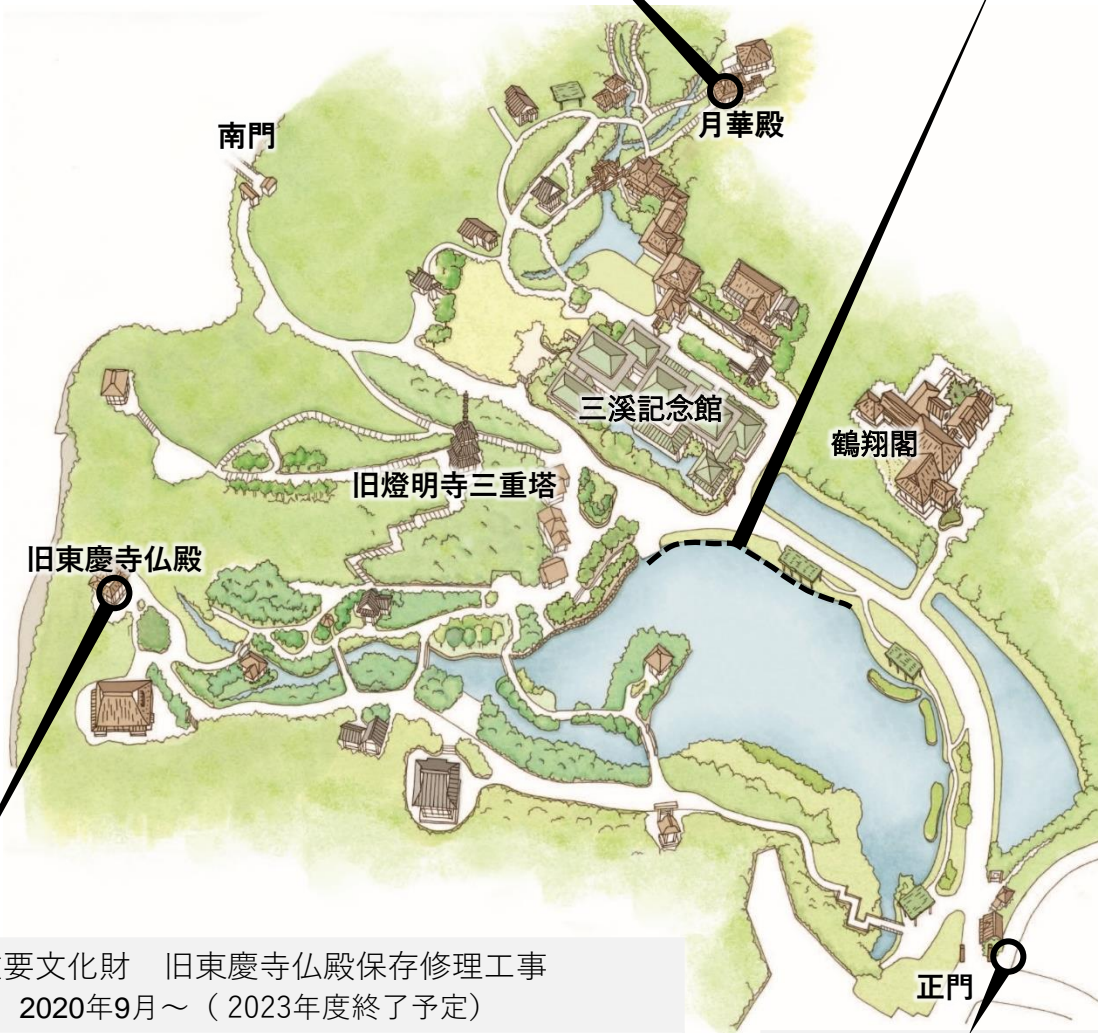 月華殿
南門
三溪記念館
鶴翔閣
旧燈明寺三重塔
旧東慶寺仏殿
要文化財　旧東慶寺仏殿保存修理工事
2020年9月～（2023年度終了予定）
正門